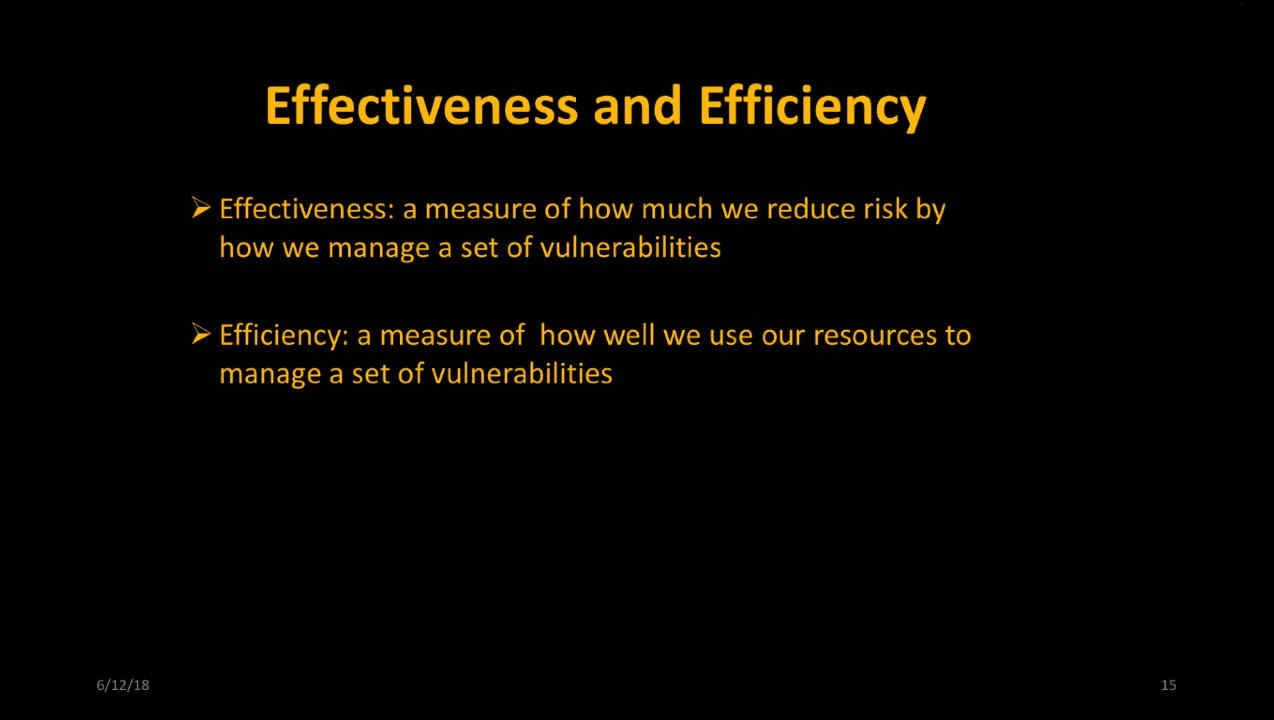 Effectiveness and Efficiency
➢ Effectiveness: a measure of how much we reduce risk by
how we manage a set of vulnerabilities
➢ Efficiency: a measure of  how well we use our resources to
manage a set of vulnerabilities
6/12/18
15